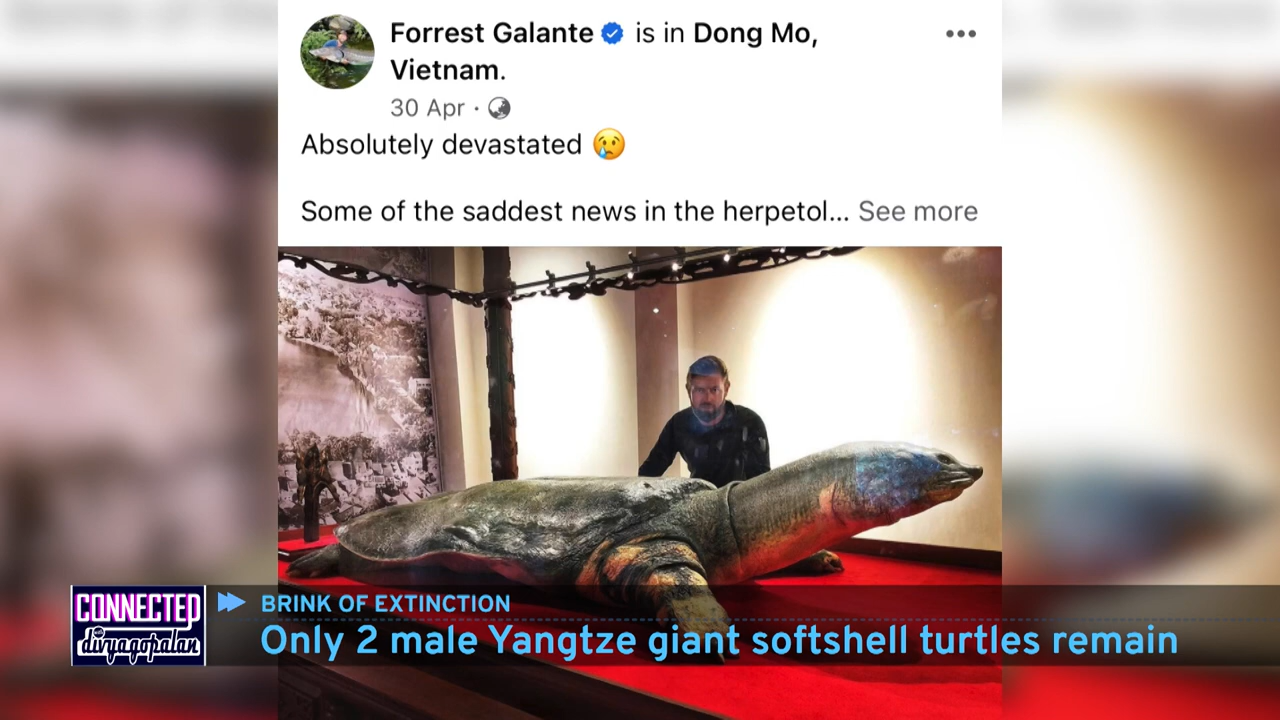 Forrest Galante is in Dong Mo,
Vietnam.
30 Apr ·
Absolutely devastated 😢
Some of the saddest news in the herpetol... See more
CONNECTED
with
divyagopalan
BRINK OF EXTINCTION
Only 2 male Yangtze giant softshell turtles remain